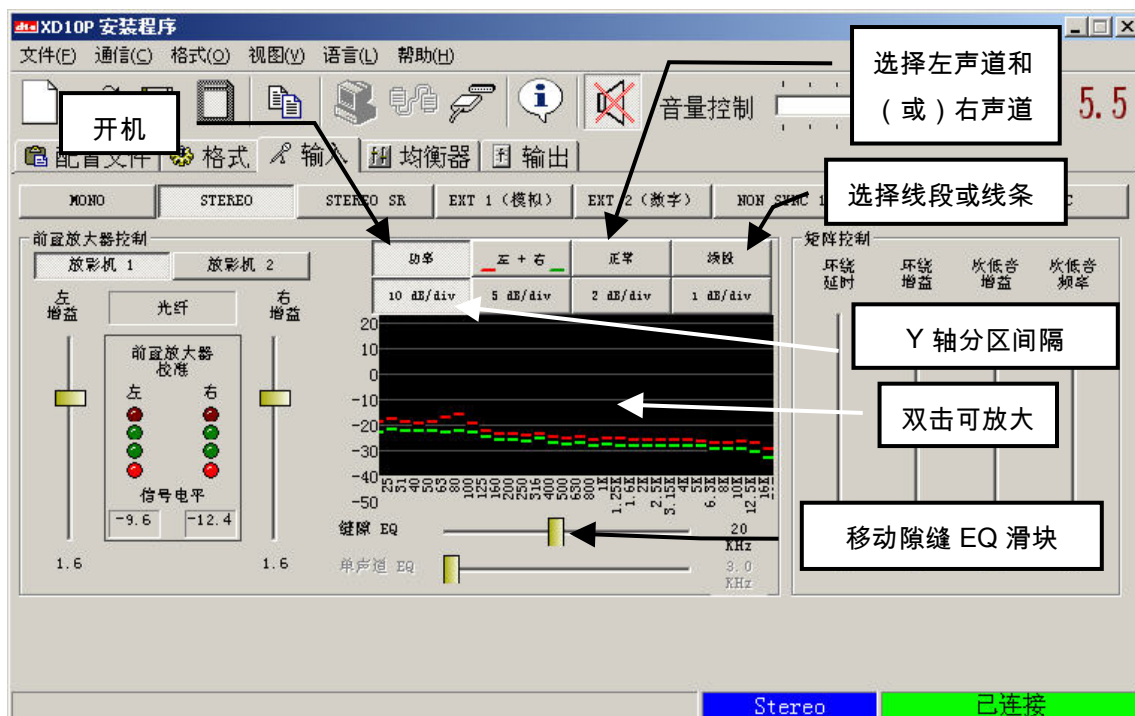 dts XD10P 安装程序
文件(F) 通信(C) 格式(O) 视图(V) 语言(L) 帮助(H)
音量控制
5.5
开机
选择左声道和
（或）右声道
配置文件 格式 输入 均衡器 输出
选择线段或线条
MONO STEREO STEREO SR EXT 1（模拟） EXT 2（数字） NON SYNC 1
前置放大器控制
放影机 1 放影机 2
功率 左 + 右 正常 频段
10 dB/div 5 dB/div 2 dB/div 1 dB/div
矩阵控制
环绕
延时
环绕
增益
次低音
增益
次低音
频率
左
增益
光纤
右
增益
前置放大器
校准
左 右
信号电平
-9.6 -12.4
1.6 1.6
20
10
0
-10
-20
-30
-40
-50
25 31 40 50 63 80 100 125 160 200 250 316 400 500 630 800 1K 1.25K 1.6K 2K 2.5K 3.15K 4K 5K 6.3K 8K 10K 12.5K 16K
Y 轴分区间隔
双击可放大
移动隙缝 EQ 滑块
缝隙 EQ
20
KHz
单声道 EQ
3.0
KHz
Stereo 已连接